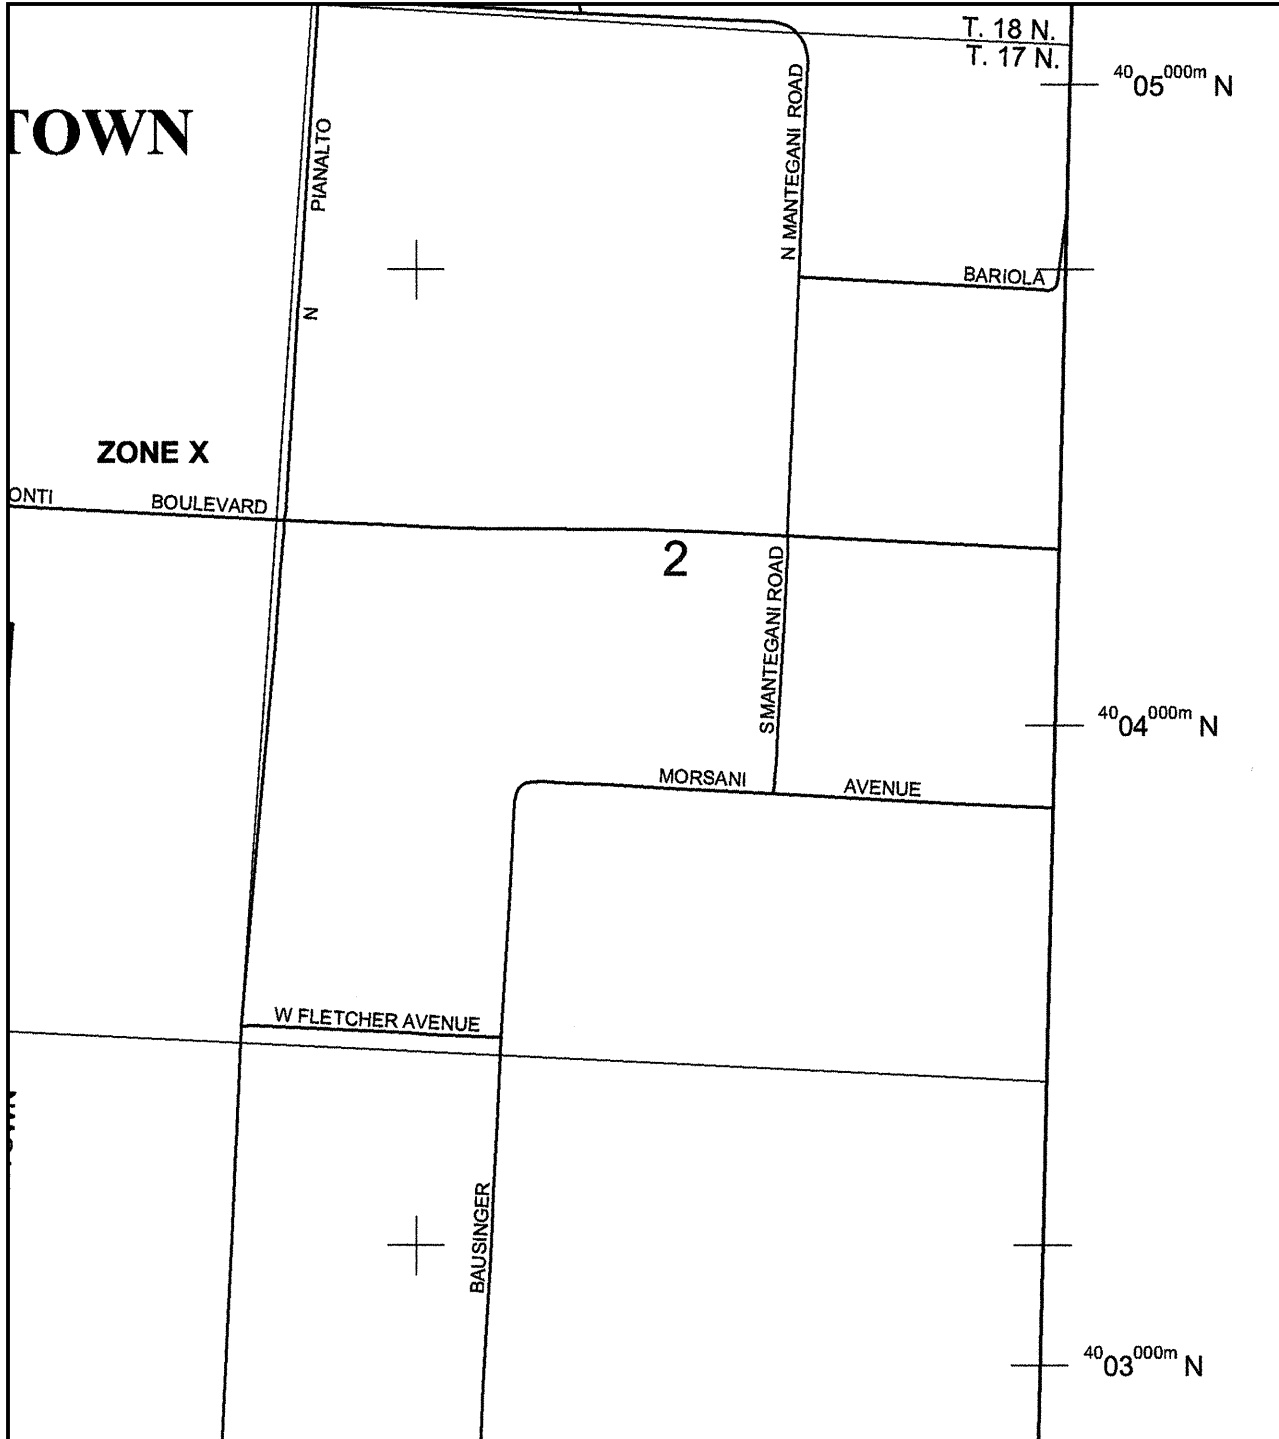 T. 18 N.
T. 17 N.
4005000m N
TOWN
PIANALTO
N MANTEGANI ROAD
BARIOLA
N
ZONE X
ONTI BOULEVARD
2
S MANTEGANI ROAD
4004000m N
MORSANI AVENUE
W FLETCHER AVENUE
BAUSINGER
4003000m N